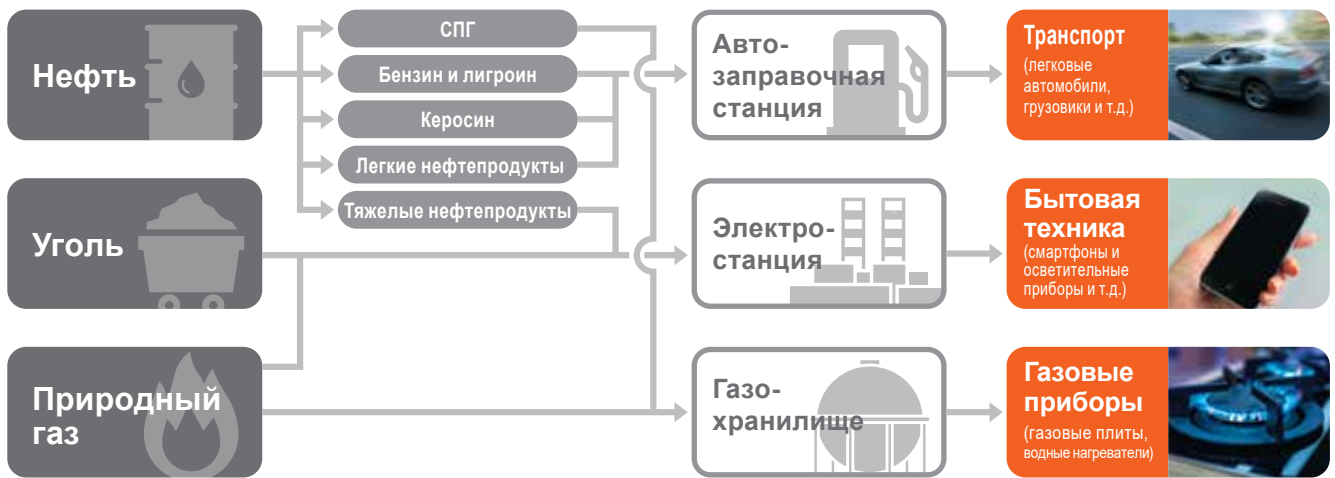 Нефть
СПГ
Бензин и лигроин
Керосин
Легкие нефтепродукты
Тяжелые нефтепродукты
Авто-
заправочная
станция
Транспорт
(легковые
автомобили,
грузовики и т.д.)
Уголь
Электро-
станция
Бытовая
техника
(смартфоны и
осветительные
приборы и т.д.)
Природный
газ
Газо-
хранилище
Газовые
приборы
(газовые плиты,
водные нагреватели)